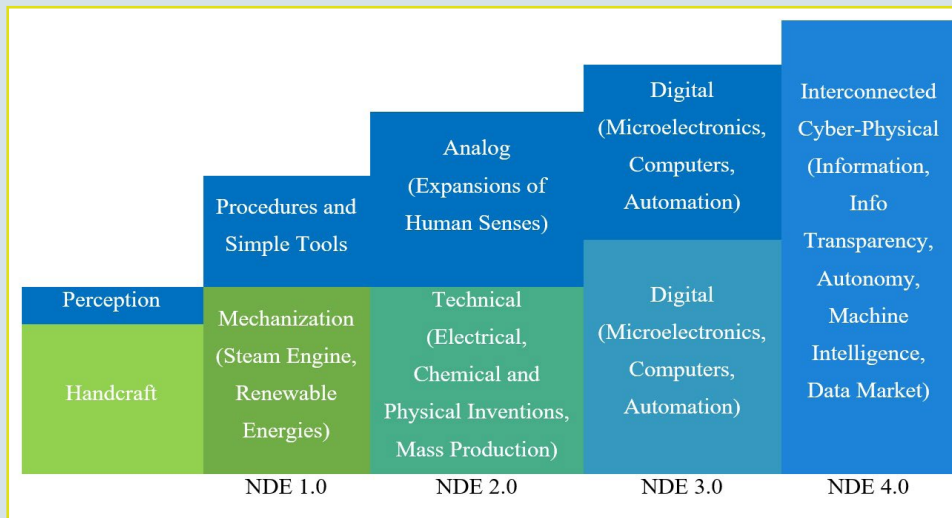 Perception
Handcraft
Procedures and
Simple Tools
Mechanization
(Steam Engine,
Renewable
Energies)
NDE 1.0
Analog
(Expansions of
Human Senses)
Technical
(Electrical,
Chemical and
Physical Inventions,
Mass Production)
NDE 2.0
Digital
(Microelectronics,
Computers,
Automation)
Digital
(Microelectronics,
Computers,
Automation)
NDE 3.0
Interconnected
Cyber-Physical
(Information,
Info
Transparency,
Autonomy,
Machine
Intelligence,
Data Market)
NDE 4.0